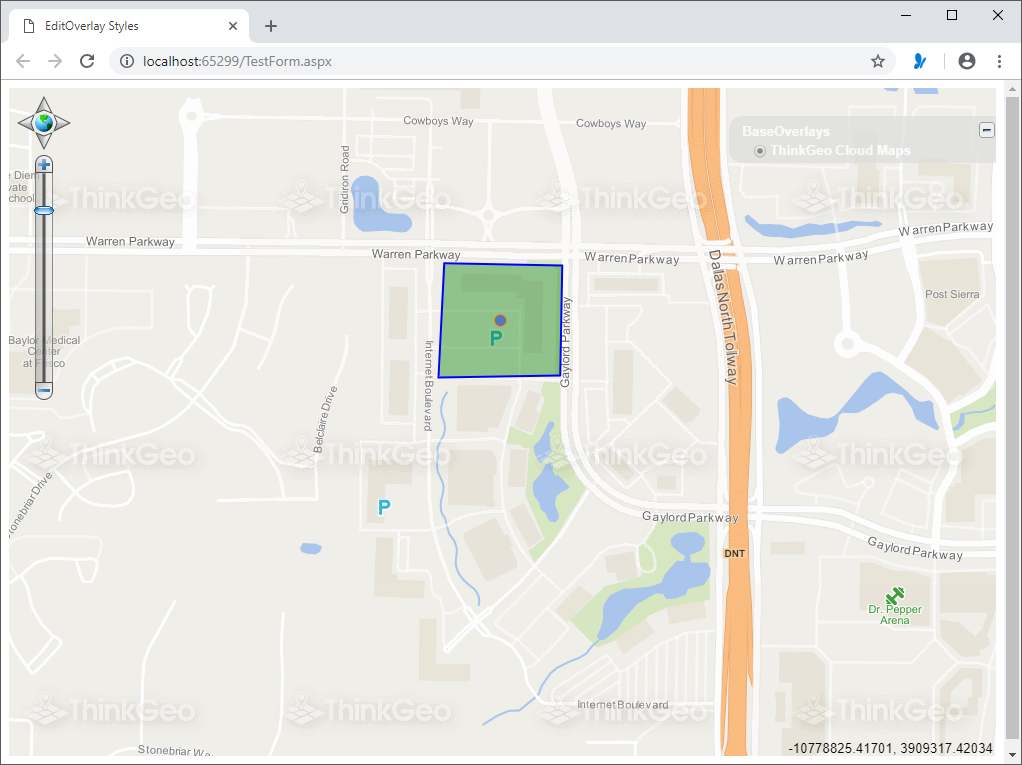 EditOverlay Styles
localhost:65299/TestForm.aspx
Cowboys Way
Cowboys Way
BaseOverlays
ThinkGeo Cloud Maps
Gridiron Road
e Diem
vate
chool
ThinkGeo
ThinkGeo
ThinkGeo
ThinkGeo
Warren Parkway
Warren Parkway
Warren Parkway
Warren Parkway
Warren Parkway
Dallas North Tollway
Post Sierra
Gaylord Parkway
P
Internet Boulevard
Baylor Medical
Center
at Frisco
Belclaire Drive
ThinkGeo
ThinkGeo
ThinkGeo
ThinkGeo
Stonebriar Drive
P
Gaylord Parkway
Gaylord Parkway
DNT
Dr. Pepper
Arena
Internet Boulevard
ThinkGeo
ThinkGeo
ThinkGeo
ThinkGeo
Stonebriar Wa
-10778825.41701, 3909317.42034